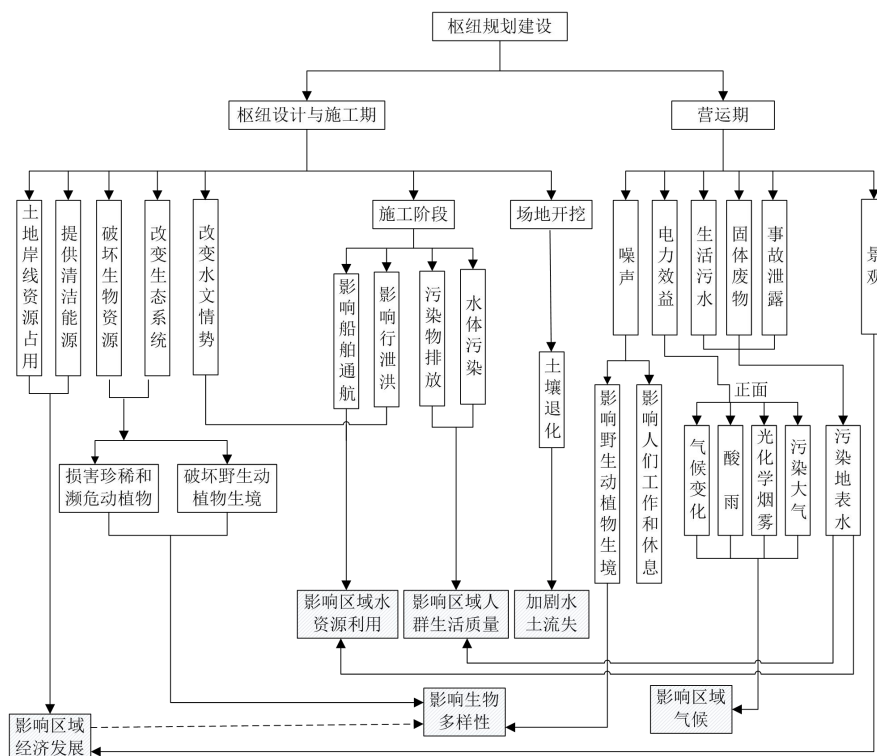 枢纽规划建设
枢纽设计与施工期
营运期
土地岸线资源占用
提供清洁能源
破坏生物资源
改变生态系统
改变水文情势
施工阶段
场地开挖
噪声
电力效益
生活污水
固体废物
事故泄露
景观
影响船舶通航
影响行泄洪
污染物排放
水体污染
土壤退化
影响野生动植物生境
影响人们工作和休息
正面
气候变化
酸雨
光化学烟雾
污染大气
污染地表水
损害珍稀和
濒危动植物
破坏野生动
植物生境
影响区域水
资源利用
影响区域人
群生活质量
加剧水
土流失
影响生物
多样性
影响区域
气候
影响区域
经济发展